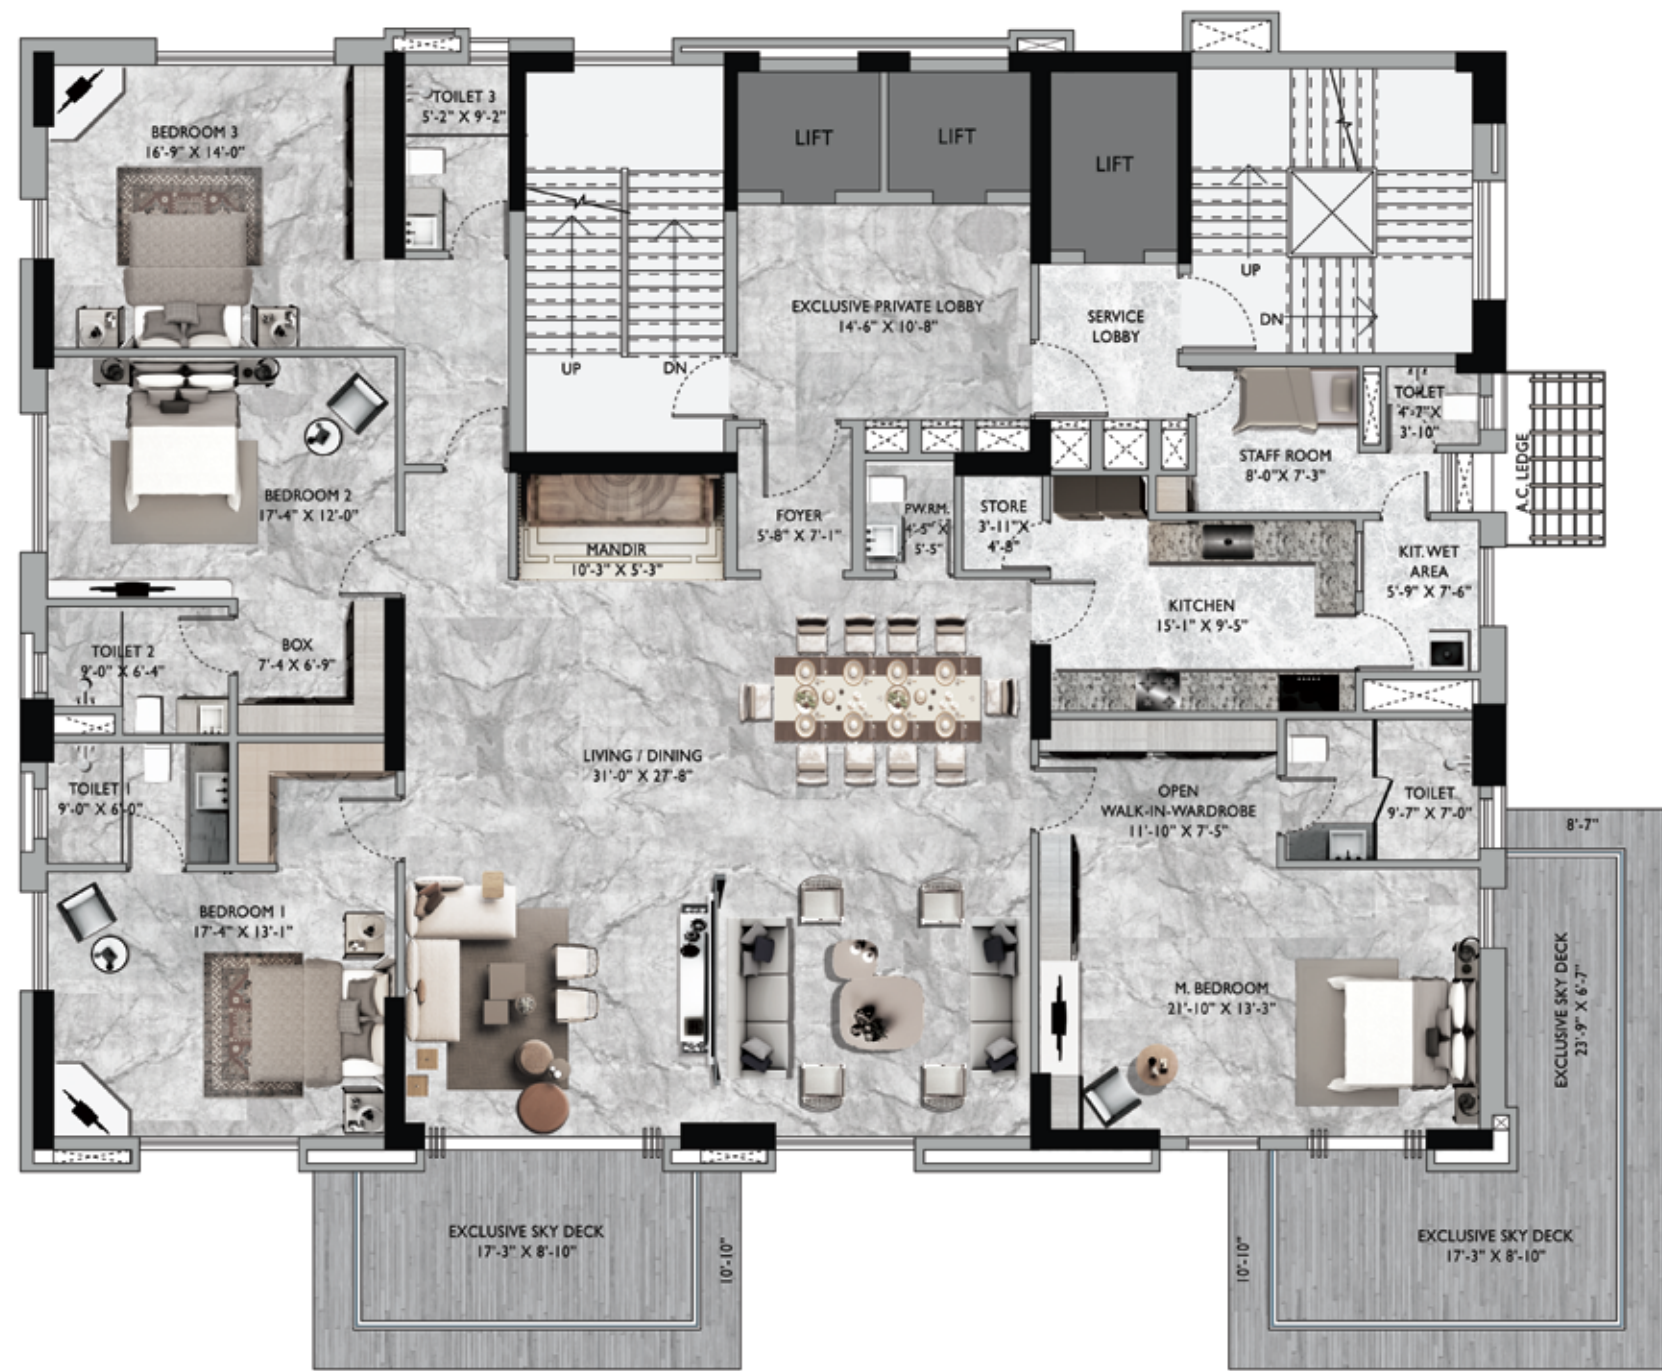 TOILET 3
5'-2" X 9'-2"
BEDROOM 3
16'-9" X 14'-0"
LIFT
LIFT
LIFT
EXCLUSIVE PRIVATE LOBBY
14'-6" X 10'-8"
SERVICE
LOBBY
UP
DN
UP
DN
TOILET
4'-2"X
3'-10"
A.C. LEDGE
STAFF ROOM
8'-0"X 7'-3"
BEDROOM 2
17'-4" X 12'-0"
MANDIR
10'-3" X 5'-3"
FOYER
5'-8" X 7'-1"
PW.RM.
4'-5" X
5'-5"
STORE
3'-11"X
4'-8"
KIT. WET
AREA
5'-9" X 7'-6"
KITCHEN
15'-1" X 9'-5"
TOILET 2
9'-0" X 6'-4"
BOX
7'-4 X 6'-9"
LIVING / DINING
31'-0" X 27'-8"
TOILET 1
9'-0" X 6'-0"
OPEN
WALK-IN-WARDROBE
11'-10" X 7'-5"
TOILET
9'-7" X 7'-0"
8'-7"
BEDROOM 1
17'-4" X 13'-1"
M. BEDROOM
21'-10" X 13'-3"
EXCLUSIVE SKY DECK
23'-9" X 6'-7"
EXCLUSIVE SKY DECK
17'-3" X 8'-10"
10'-10"
10'-10"
EXCLUSIVE SKY DECK
17'-3" X 8'-10"